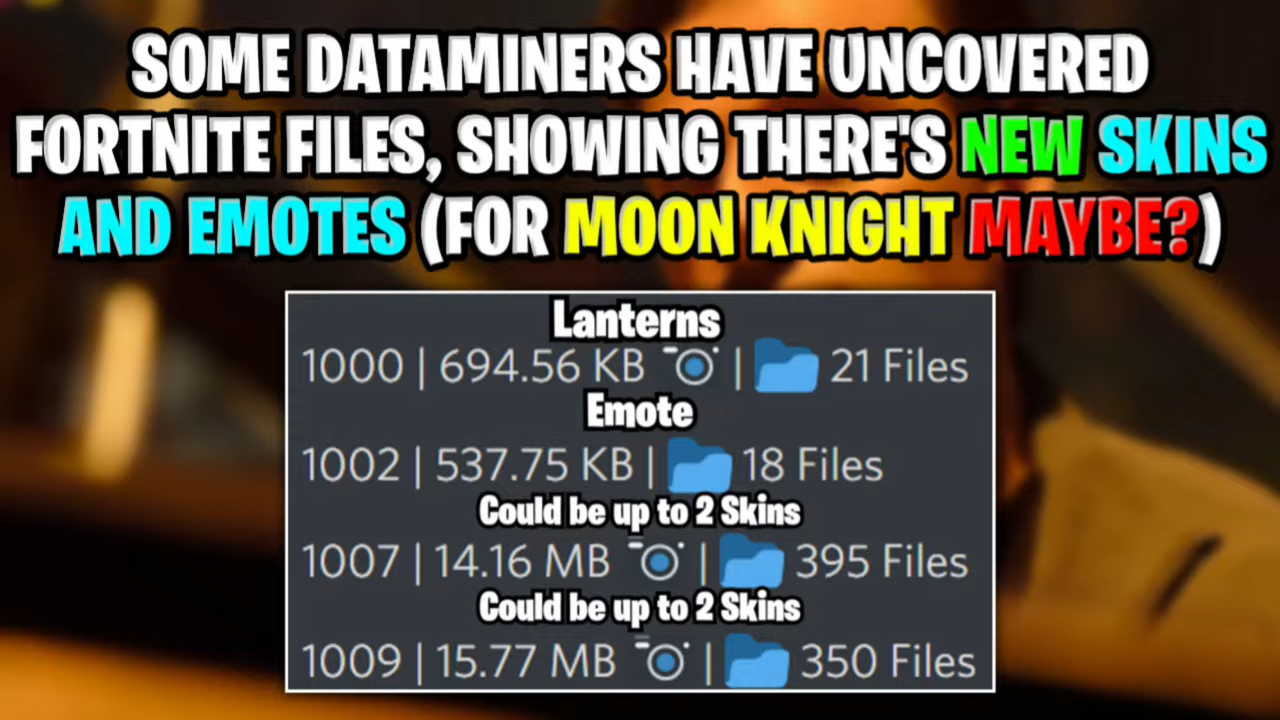 SOME DATAMINERS HAVE UNCOVERED
FORTNITE FILES, SHOWING THERE'S NEW SKINS
AND EMOTES (FOR MOON KNIGHT MAYBE?)
Lanterns
1000 | 694.56 KB | 21 Files
Emote
1002 | 537.75 KB | 18 Files
Could be up to 2 Skins
1007 | 14.16 MB | 395 Files
Could be up to 2 Skins
1009 | 15.77 MB | 350 Files